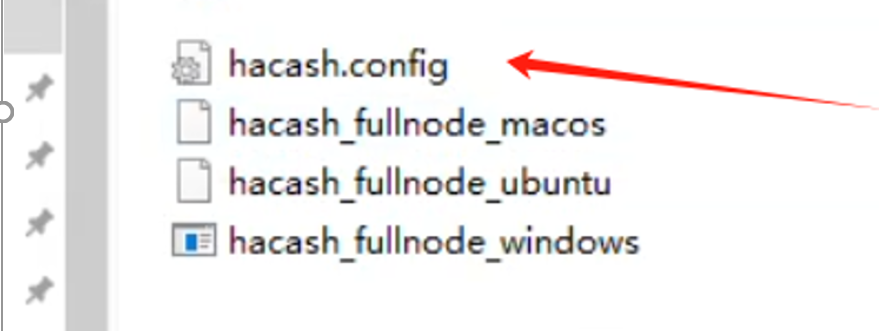 hacash.config
hacash_fullnode_macos
hacash_fullnode_ubuntu
hacash_fullnode_windows